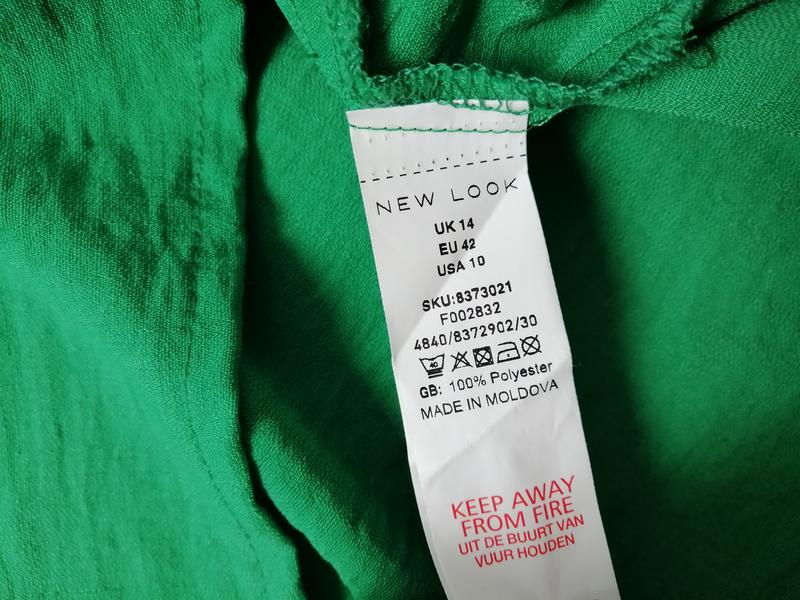 NEW LOOK
UK 14
EU 42
USA 10
SKU:8373021
F002832
4840/8372902/30
40
GB: 100% Polyester
MADE IN MOLDOVA
KEEP AWAY
FROM FIRE
UIT DE BUURT VAN
VUUR HOUDEN